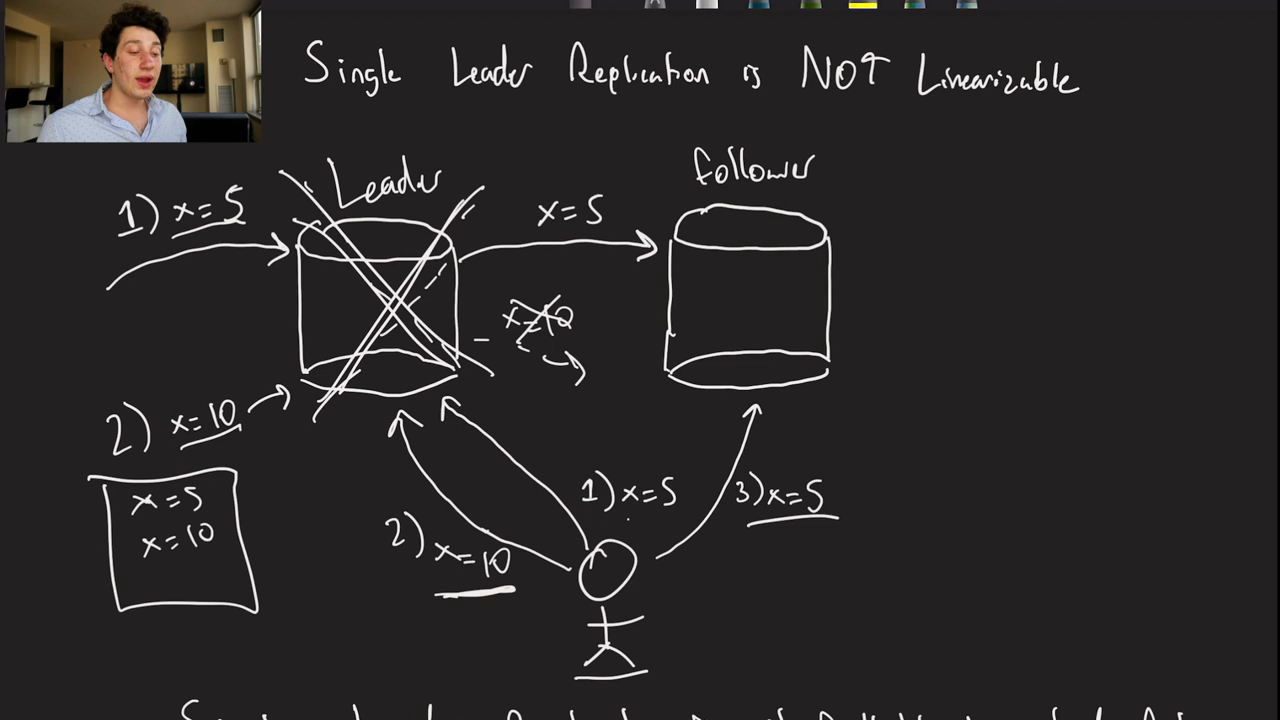 Single Leader Replication is NOT Linearizable
Leader
follower
1) x=5
x=5
x=10
2) x=10
x=5
x=10
1) x=5
3) x=5
2) x=10